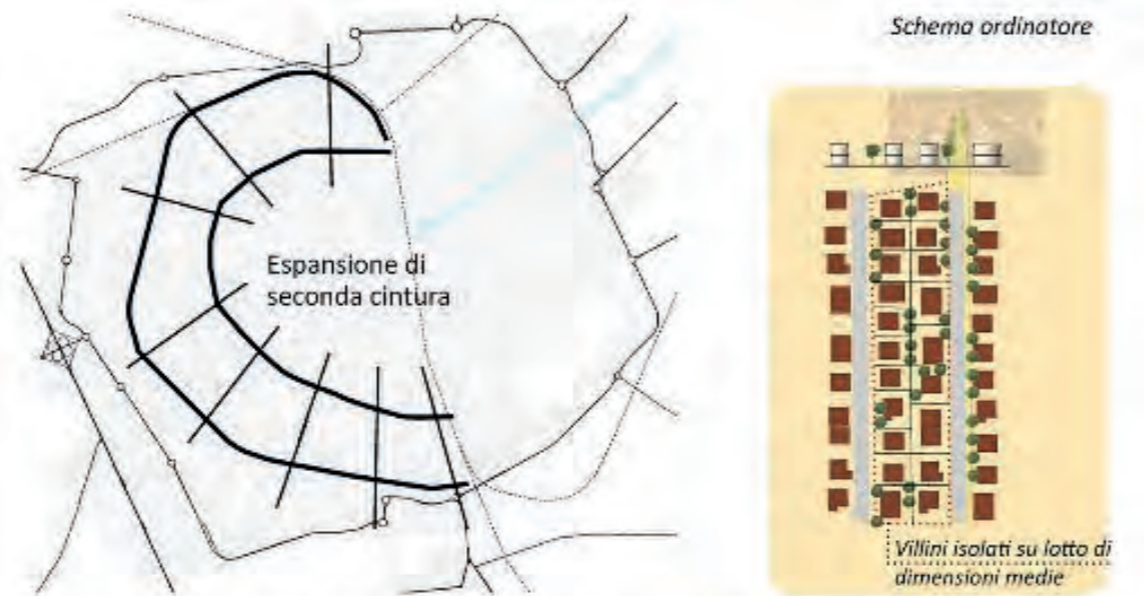 Schema ordinatore
Espansione di
seconda cintura
Villini isolati su lotto di
dimensioni medie